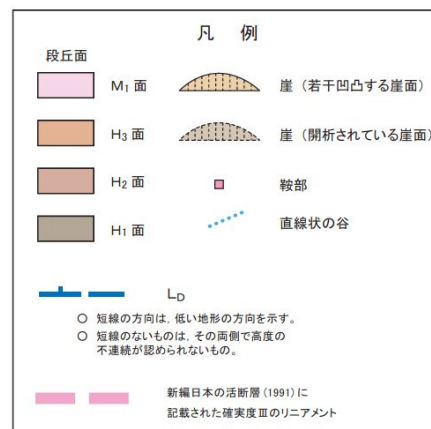 凡 例
段丘面
M1 面
崖（若干凹凸する崖面）
H3 面
崖（開析されている崖面）
H2 面
鞍部
H1 面
直線状の谷
LD
○ 短線の方向は、低い地形の方向を示す。
○ 短線のないものは、その両側で高度の
不連続が認められないもの。
新編日本の活断層(1991)に
記載された確実度Ⅲのリニアメント